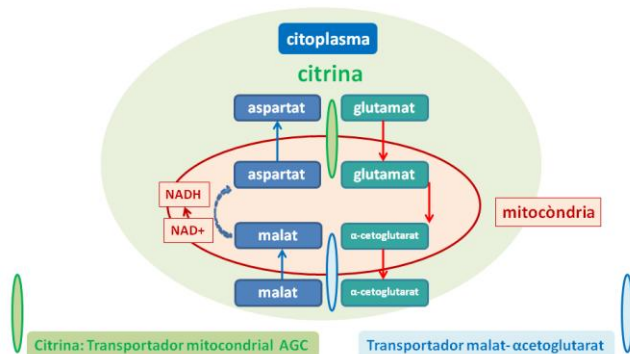 citoplasma
citrina
aspartat
glutamat
aspartat
glutamat
NADH
mitocòndria
NAD+
malat
α-cetoglutarat
malat
α-cetoglutarat
Citrina: Transportador mitocondrial AGC
Transportador malat- αcetoglutarat